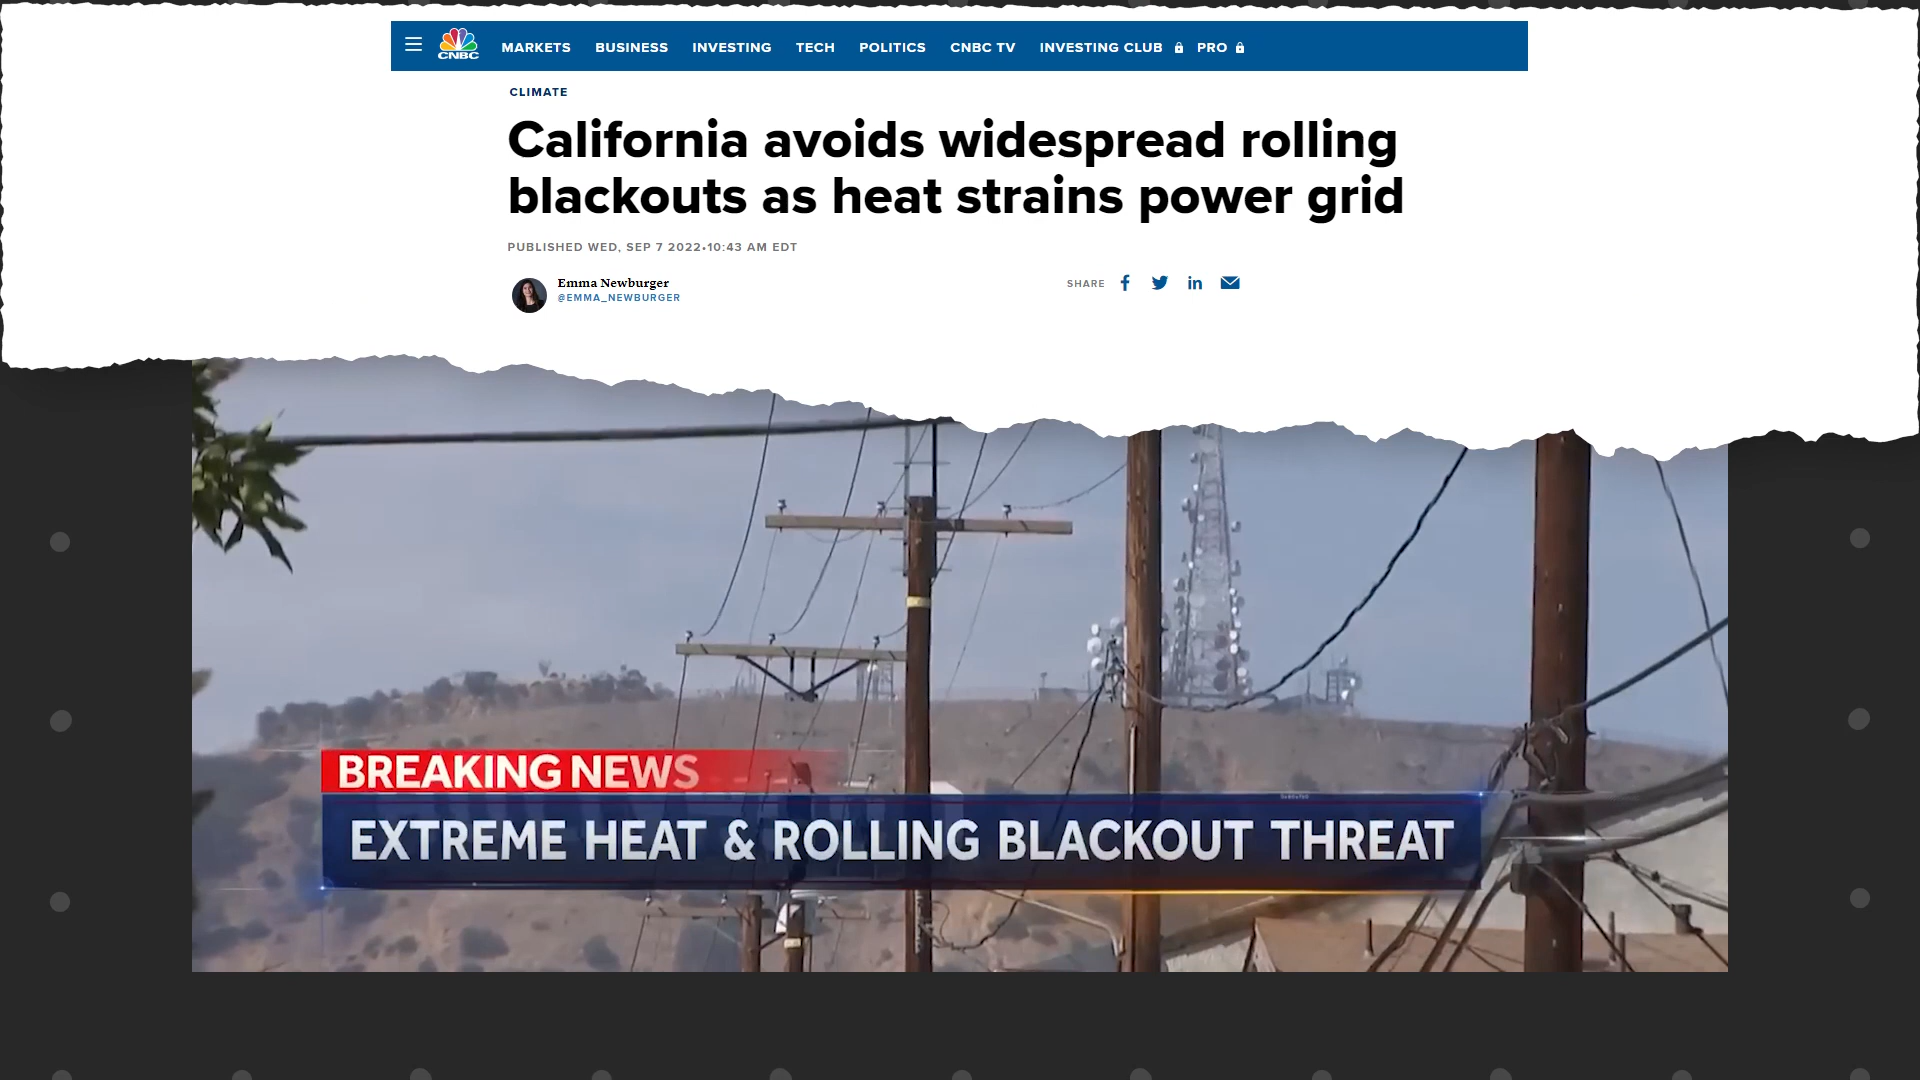 CNBC MARKETS BUSINESS INVESTING TECH POLITICS CNBC TV INVESTING CLUB PRO
CLIMATE
California avoids widespread rolling
blackouts as heat strains power grid
PUBLISHED WED, SEP 7 2022•10:43 AM EDT
Emma Newburger
@EMMA_NEWBURGER
SHARE f in
BREAKING NEWS
EXTREME HEAT & ROLLING BLACKOUT THREAT